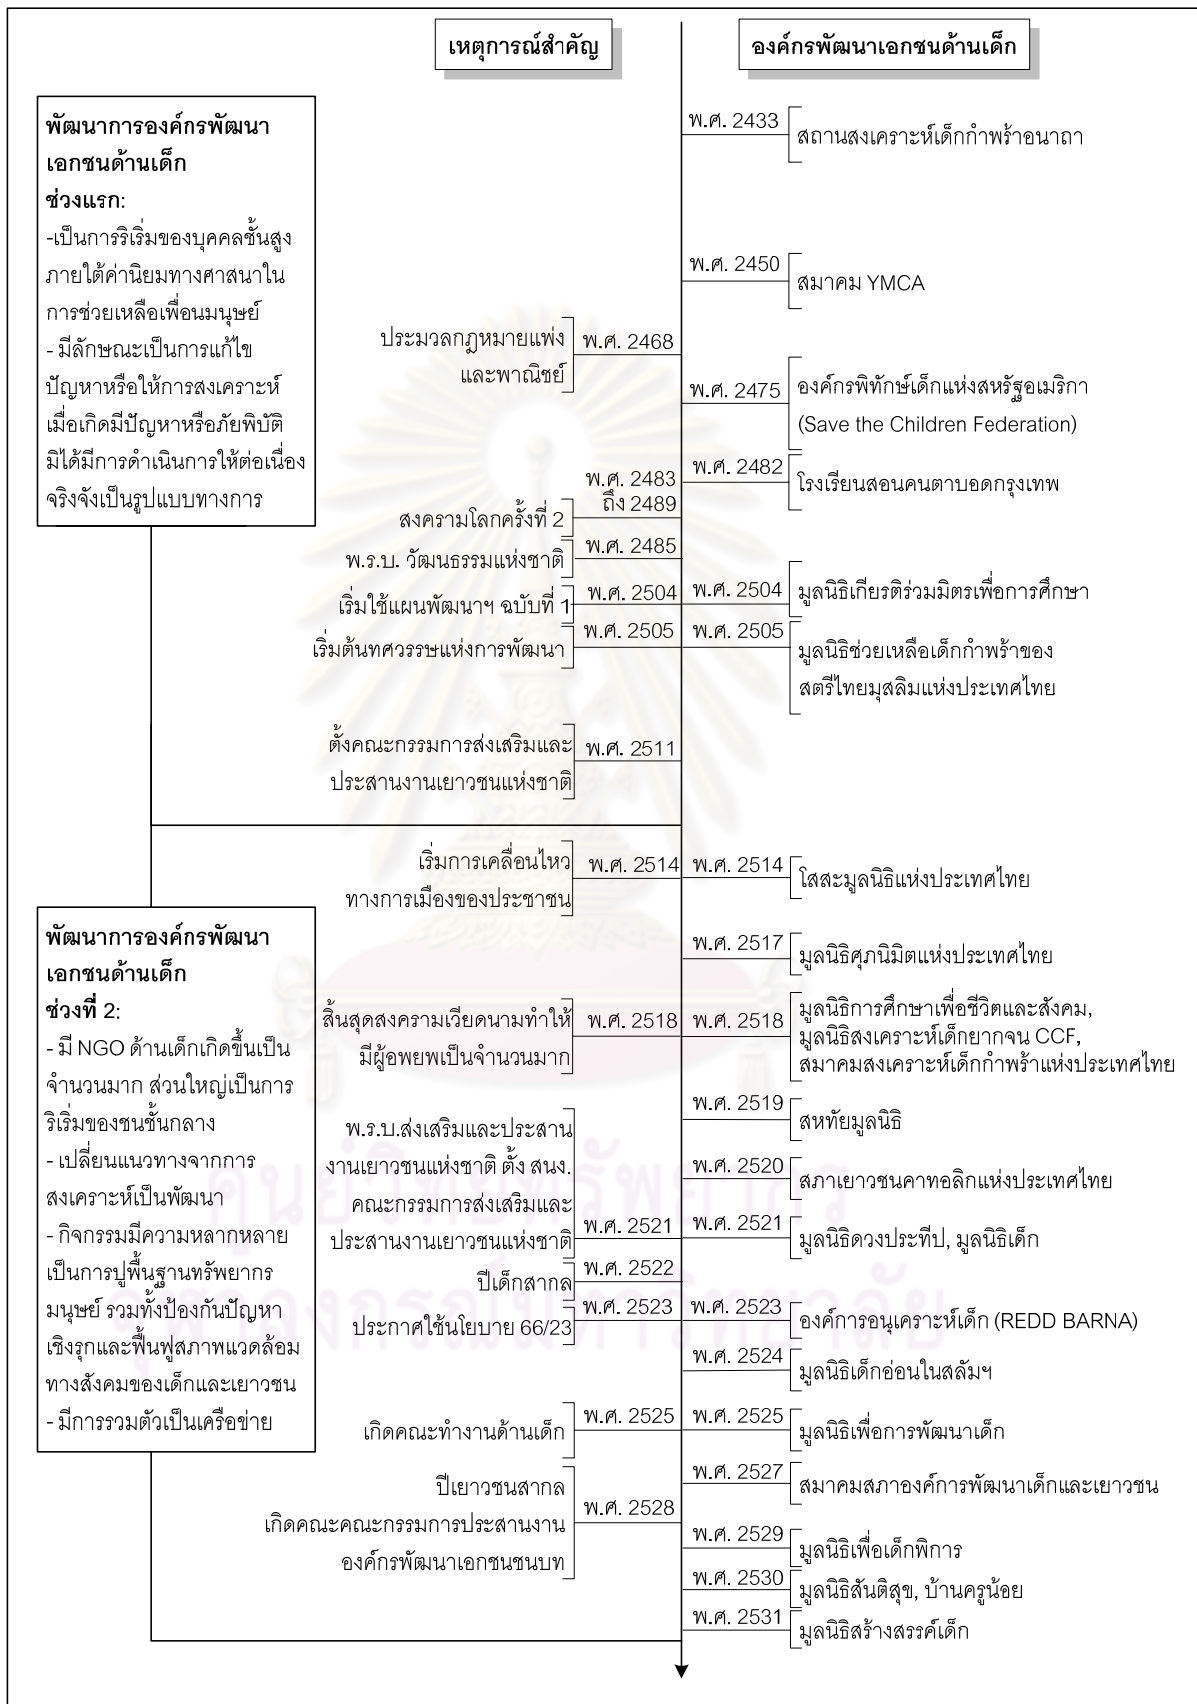 เหตุการณ์สำคัญ
องค์กรพัฒนาเอกชนด้านเด็ก
พัฒนาการองค์กรพัฒนา
เอกชนด้านเด็ก
ช่วงแรก:
-เป็นการริเริ่มของบุคคลชั้นสูง
ภายใต้ค่านิยมทางศาสนาใน
การช่วยเหลือเพื่อนมนุษย์
- มีลักษณะเป็นการแก้ไข
ปัญหาหรือให้การสงเคราะห์
เมื่อเกิดมีปัญหาหรือภัยพิบัติ
มิได้มีการดำเนินการให้ต่อเนื่อง
จริงจังเป็นรูปแบบทางการ
พ.ศ. 2433
สถานสงเคราะห์เด็กกำพร้าอนาถา
พ.ศ. 2450
สมาคม YMCA
ประมวลกฎหมายแพ่ง
และพาณิชย์
พ.ศ. 2468
พ.ศ. 2475
องค์กรพิทักษ์เด็กแห่งสหรัฐอเมริกา
(Save the Children Federation)
พ.ศ. 2482
โรงเรียนสอนคนตาบอดกรุงเทพ
พ.ศ. 2483
ถึง 2489
สงครามโลกครั้งที่ 2
พ.ร.บ. วัฒนธรรมแห่งชาติ
พ.ศ. 2485
เริ่มใช้แผนพัฒนาฯ ฉบับที่ 1
พ.ศ. 2504
พ.ศ. 2504
มูลนิธิเกียรติร่วมมิตรเพื่อการศึกษา
เริ่มต้นทศวรรษแห่งการพัฒนา
พ.ศ. 2505
พ.ศ. 2505
มูลนิธิช่วยเหลือเด็กกำพร้าของ
สตรีไทยมุสลิมแห่งประเทศไทย
ตั้งคณะกรรมการส่งเสริมและ
ประสานงานเยาวชนแห่งชาติ
พ.ศ. 2511
เริ่มการเคลื่อนไหว
ทางการเมืองของประชาชน
พ.ศ. 2514
พ.ศ. 2514
โสสะมูลนิธิแห่งประเทศไทย
พัฒนาการองค์กรพัฒนา
เอกชนด้านเด็ก
ช่วงที่ 2:
- มี NGO ด้านเด็กเกิดขึ้นเป็น
จำนวนมาก ส่วนใหญ่เป็นการ
ริเริ่มของชนชั้นกลาง
- เปลี่ยนแนวทางจากการ
สงเคราะห์เป็นพัฒนา
- กิจกรรมมีความหลากหลาย
เป็นการปูพื้นฐานทรัพยากร
มนุษย์ รวมทั้งป้องกันปัญหา
เชิงรุกและฟื้นฟูสภาพแวดล้อม
ทางสังคมของเด็กและเยาวชน
- มีการรวมตัวเป็นเครือข่าย
พ.ศ. 2517
มูลนิธิศุภนิมิตแห่งประเทศไทย
สิ้นสุดสงครามเวียดนามทำให้
มีผู้อพยพเป็นจำนวนมาก
พ.ศ. 2518
พ.ศ. 2518
มูลนิธิการศึกษาเพื่อชีวิตและสังคม,
มูลนิธิสงเคราะห์เด็กยากจน CCF,
สมาคมสงเคราะห์เด็กกำพร้าแห่งประเทศไทย
พ.ศ. 2519
สหทัยมูลนิธิ
พ.ศ. 2520
สภาเยาวชนคาทอลิกแห่งประเทศไทย
พ.ร.บ.ส่งเสริมและประสาน
งานเยาวชนแห่งชาติ ตั้ง สนง.
คณะกรรมการส่งเสริมและ
ประสานงานเยาวชนแห่งชาติ
พ.ศ. 2521
พ.ศ. 2521
มูลนิธิดวงประทีป, มูลนิธิเด็ก
ปีเด็กสากล
พ.ศ. 2522
ประกาศใช้นโยบาย 66/23
พ.ศ. 2523
พ.ศ. 2523
องค์การอนุเคราะห์เด็ก (REDD BARNA)
พ.ศ. 2524
มูลนิธิเด็กอ่อนในสลัมฯ
เกิดคณะทำงานด้านเด็ก
พ.ศ. 2525
พ.ศ. 2525
มูลนิธิเพื่อการพัฒนาเด็ก
พ.ศ. 2527
สมาคมสภาองค์การพัฒนาเด็กและเยาวชน
ปีเยาวชนสากล
เกิดคณะคณะกรรมการประสานงาน
องค์กรพัฒนาเอกชนชนบท
พ.ศ. 2528
พ.ศ. 2529
มูลนิธิเพื่อเด็กพิการ
พ.ศ. 2530
มูลนิธิสันติสุข, บ้านครูน้อย
พ.ศ. 2531
มูลนิธิสร้างสรรค์เด็ก
ศูนย์วิทยทรัพยากร
จุฬาลงกรณ์มหาวิทยาลัย